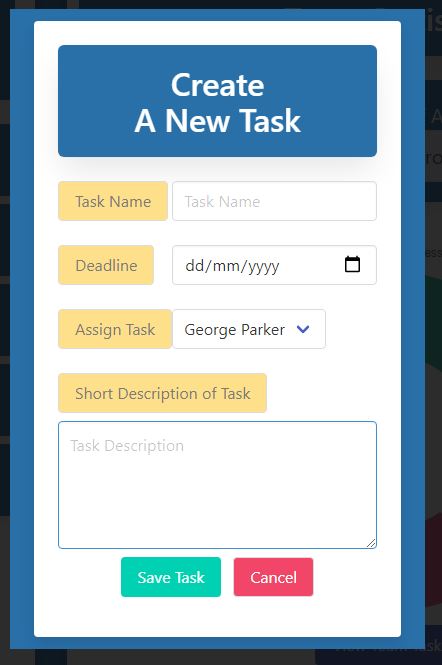 Create
A New Task
Task Name Task Name
Deadline dd/mm/yyyy
Assign Task George Parker
Short Description of Task
Task Description
Save Task Cancel